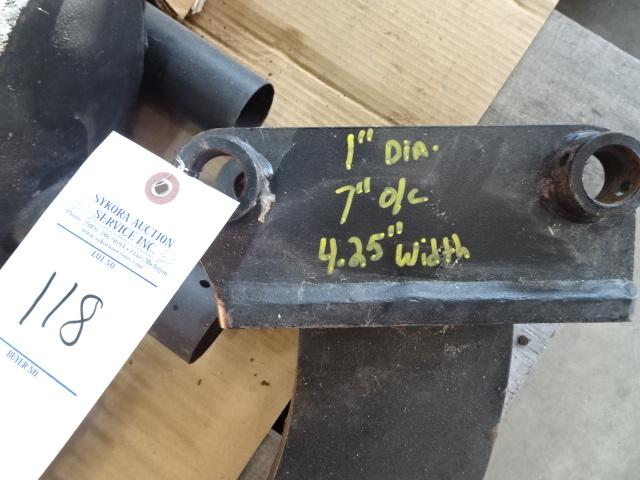 1" DIA.
7" o/c
4.25" Width
SYKORA AUCTION
SERVICE INC.
LOT NO.
118
BUYER NO.